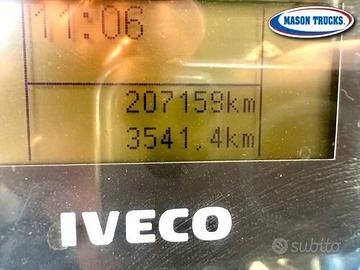 11:06
MASON TRUCKS.
207159km
3541,4km
IVECO
subito